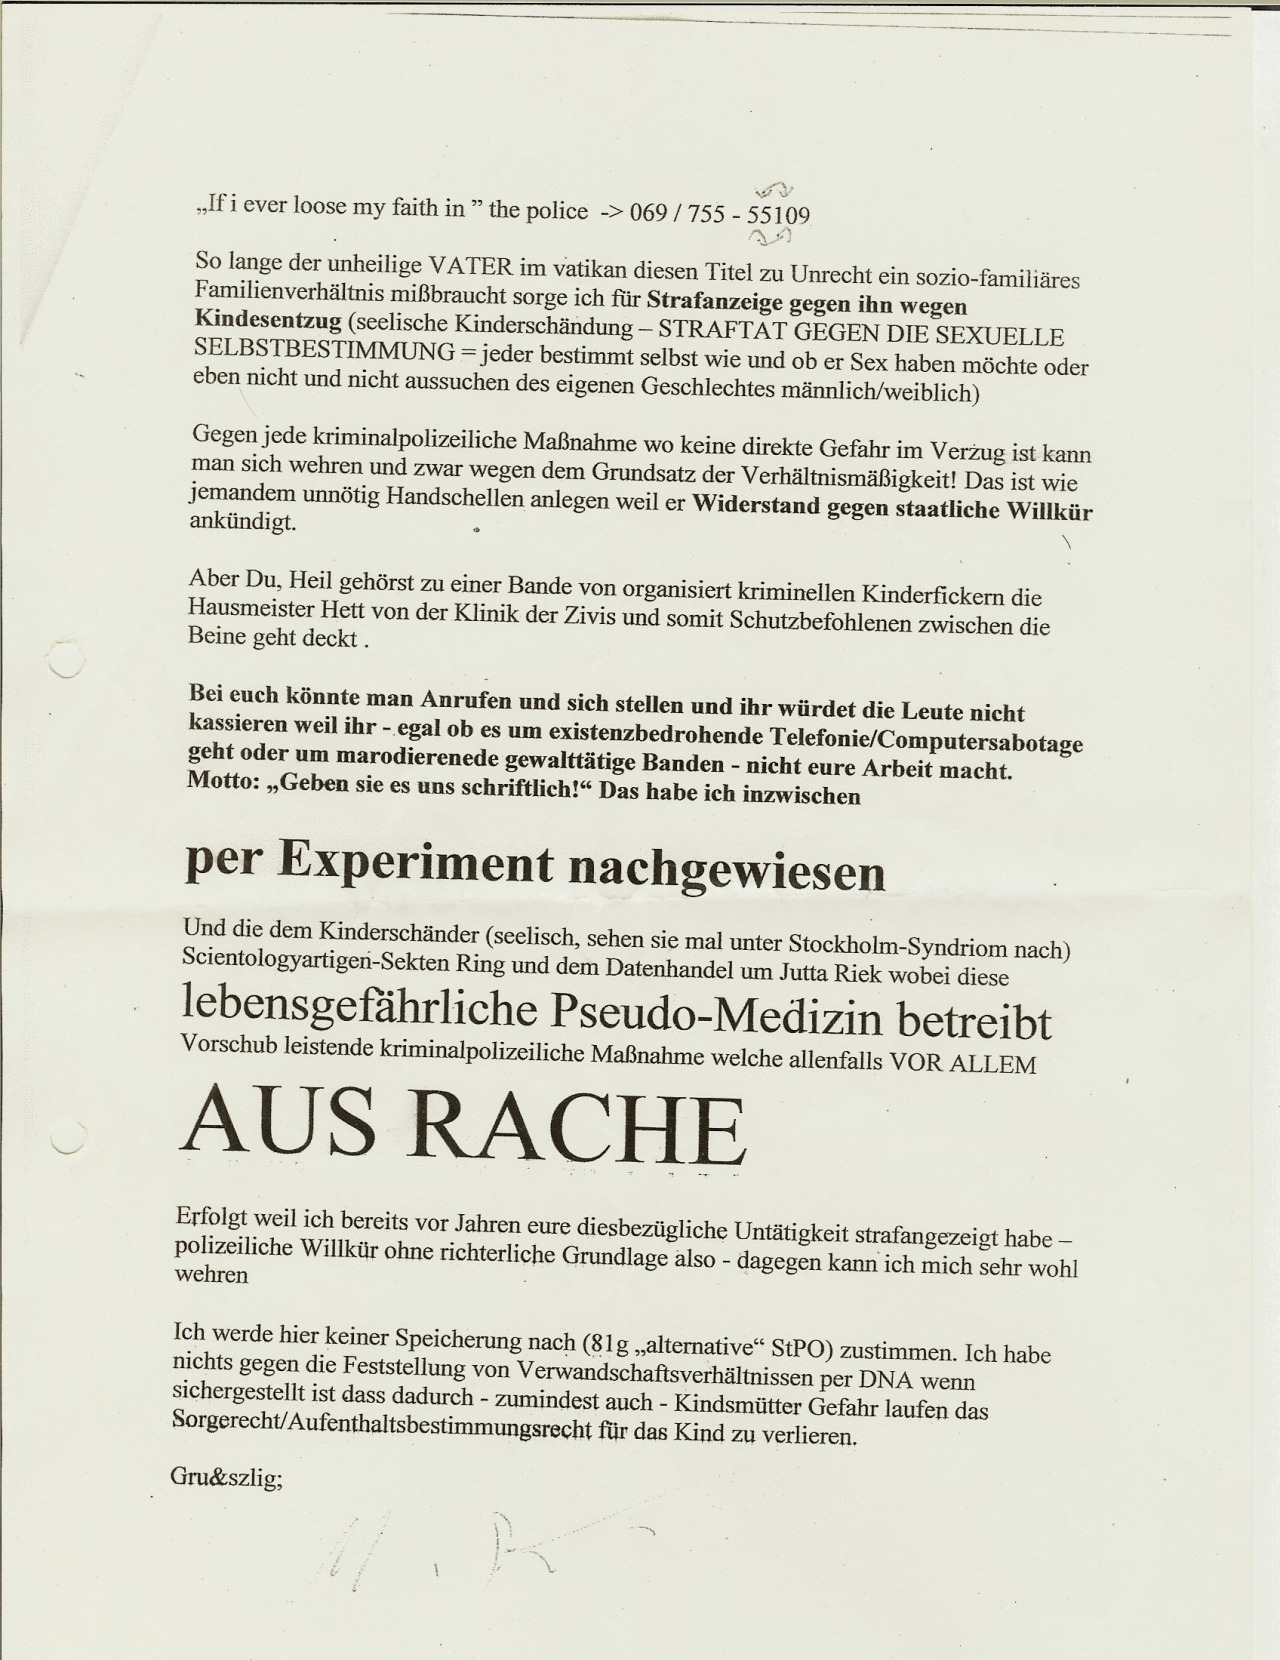 „If i ever loose my faith in ” the police -> 069 / 755 - 55109
So lange der unheilige VATER im vatikan diesen Titel zu Unrecht ein sozio-familiäres
Familienverhältnis mißbraucht sorge ich für Strafanzeige gegen ihn wegen
Kindesentzug (seelische Kinderschändung – STRAFTAT GEGEN DIE SEXUELLE
SELBSTBESTIMMUNG = jeder bestimmt selbst wie und ob er Sex haben möchte oder
eben nicht und nicht aussuchen des eigenen Geschlechtes männlich/weiblich)
Gegen jede kriminalpolizeiliche Maßnahme wo keine direkte Gefahr im Verzug ist kann
man sich wehren und zwar wegen dem Grundsatz der Verhältnismäßigkeit! Das ist wie
jemandem unnötig Handschellen anlegen weil er Widerstand gegen staatliche Willkür
ankündigt.
Aber Du, Heil gehörst zu einer Bande von organisiert kriminellen Kinderfickern die
Hausmeister Hett von der Klinik der Zivis und somit Schutzbefohlenen zwischen die
Beine geht deckt .
Bei euch könnte man Anrufen und sich stellen und ihr würdet die Leute nicht
kassieren weil ihr - egal ob es um existenzbedrohende Telefonie/Computersabotage
geht oder um marodierenede gewalttätige Banden - nicht eure Arbeit macht.
Motto: „Geben sie es uns schriftlich!“ Das habe ich inzwischen
per Experiment nachgewiesen
Und die dem Kinderschänder (seelisch, sehen sie mal unter Stockholm-Syndriom nach)
Scientologyartigen-Sekten Ring und dem Datenhandel um Jutta Riek wobei diese
lebensgefährliche Pseudo-Medizin betreibt
Vorschub leistende kriminalpolizeiliche Maßnahme welche allenfalls VOR ALLEM
AUS RACHE
Erfolgt weil ich bereits vor Jahren eure diesbezügliche Untätigkeit strafangezeigt habe –
polizeiliche Willkür ohne richterliche Grundlage also - dagegen kann ich mich sehr wohl
wehren
Ich werde hier keiner Speicherung nach (81g „alternative“ StPO) zustimmen. Ich habe
nichts gegen die Feststellung von Verwandschaftsverhältnissen per DNA wenn
sichergestellt ist dass dadurch - zumindest auch - Kindsmütter Gefahr laufen das
Sorgerecht/Aufenthaltsbestimmungsrecht für das Kind zu verlieren.
Gru&szlig;